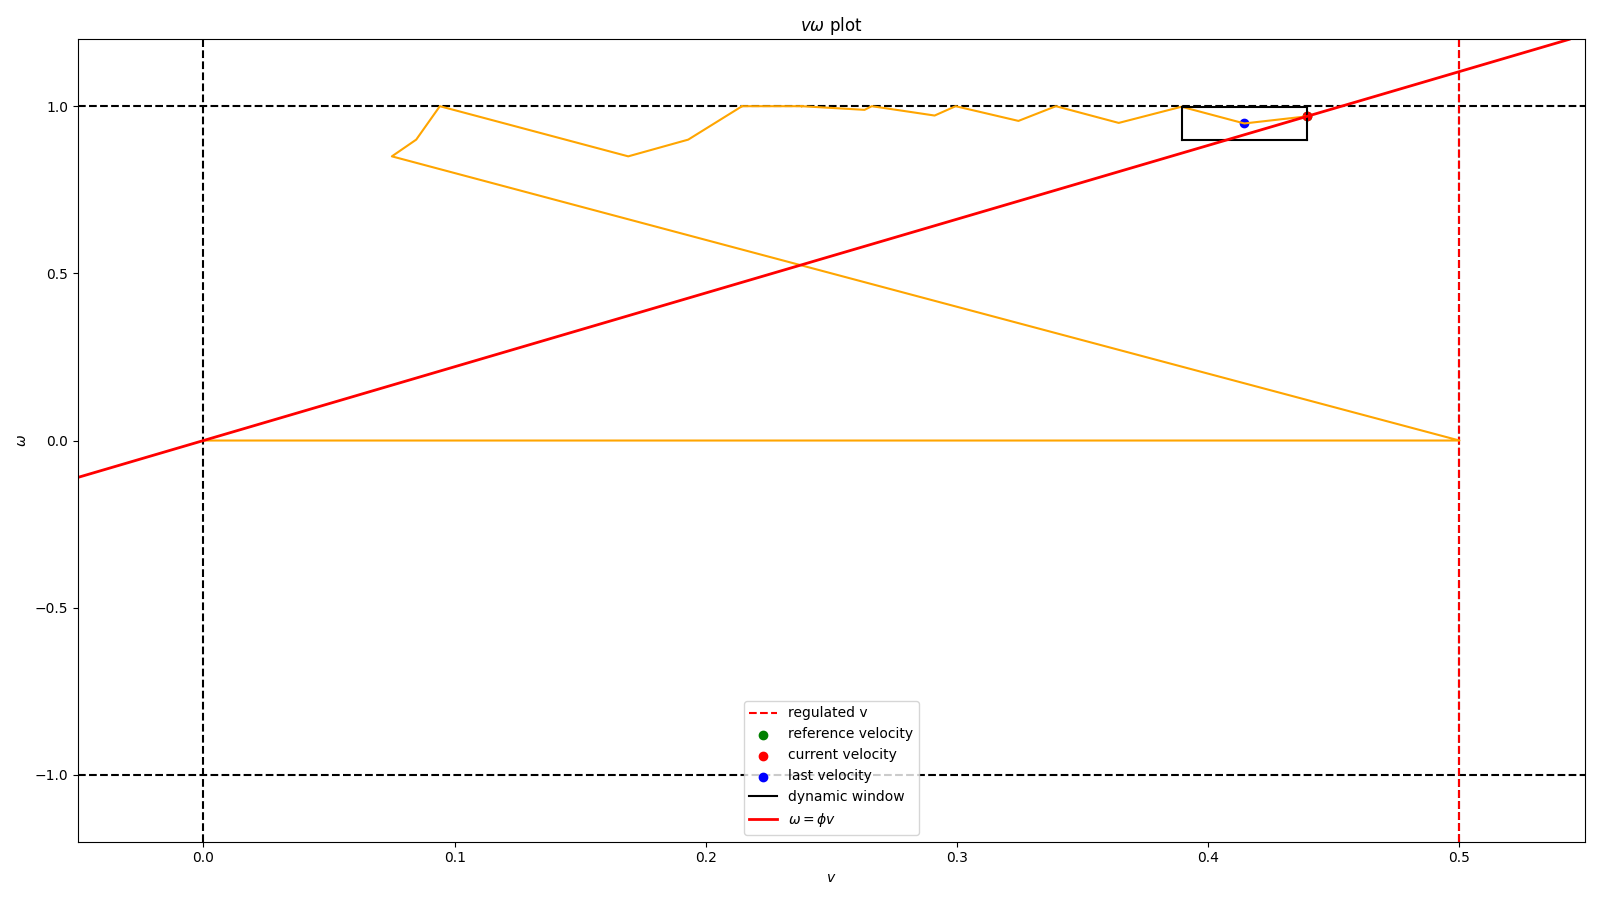 vω plot
1.0
0.5
0.0
−0.5
−1.0
ω
0.0 0.1 0.2 0.3 0.4 0.5
v
regulated v
reference velocity
current velocity
last velocity
dynamic window
ω = ϕv